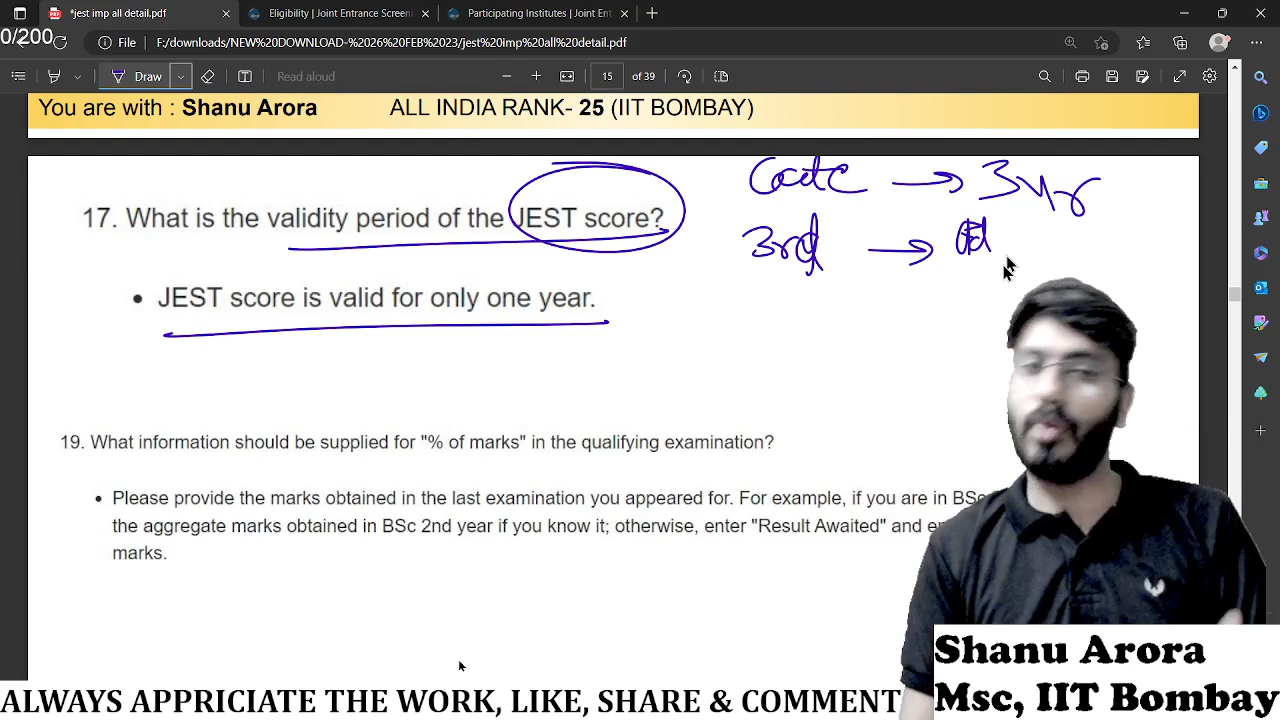 *jest imp all detail.pdf
Eligibility | Joint Entrance Screeni
Participating Institutes | Joint Ent
0/200
File
F:/downloads/NEW%20DOWNLOAD-%2026%20FEB%2023/jest%20imp%20all%20detail.pdf
Draw
Read aloud
15
of 39
You are with : Shanu Arora ALL INDIA RANK- 25 (IIT BOMBAY)
Gate → 3 yr
17. What is the validity period of the JEST score?
3rd →
• JEST score is valid for only one year.
19. What information should be supplied for "% of marks" in the qualifying examination?
• Please provide the marks obtained in the last examination you appeared for. For example, if you are in BSc
the aggregate marks obtained in BSc 2nd year if you know it; otherwise, enter "Result Awaited" and
marks.
Shanu Arora
Msc, IIT Bombay
ALWAYS APPRICIATE THE WORK, LIKE, SHARE & COMMENT